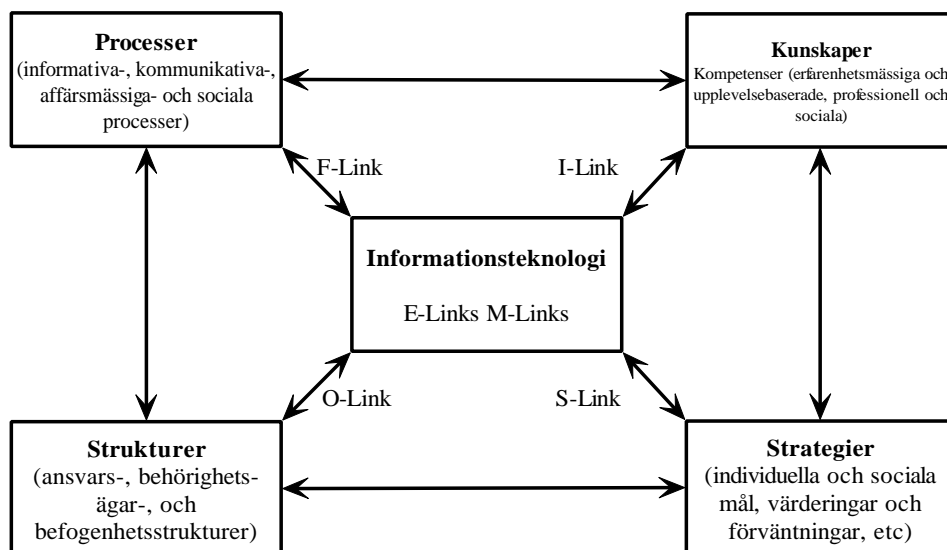 Processer
(informativa-, kommunikativa-,
affärsmässiga- och sociala
processer)
Kunskaper
Kompetenser (erfarenhetsmässiga och
upplevelsebaserade, professionell och
sociala)
F-Link
I-Link
Informationsteknologi
E-Links M-Links
O-Link
S-Link
Strukturer
(ansvars-, behörighets-
ägar-, och
befogenhetsstrukturer)
Strategier
(individuella och sociala
mål, värderingar och
förväntningar, etc)